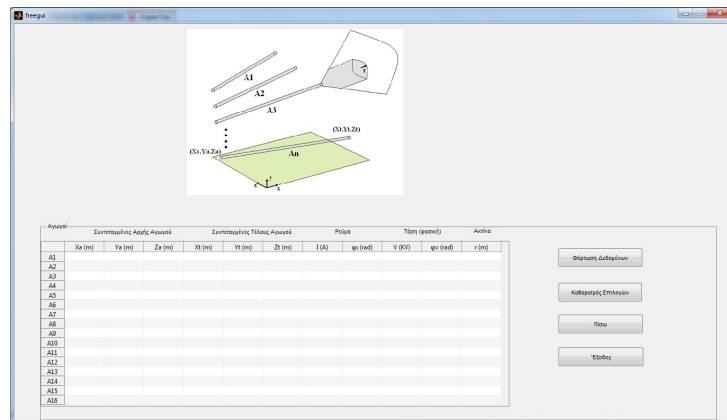 freegui
A1
A2
A3
(Xt,Yt,Zt)
(Xa,Ya,Za)
An
y
z
x
r
Αγωγοί
Συντεταγμένες Αρχής Αγωγού Συντεταγμένες Τέλους Αγωγού Ρεύμα Τάση (φασική) Ακτίνα
Xa (m) Ya (m) Za (m) Xt (m) Yt (m) Zt (m) I (A) φι (rad) V (KV) φv (rad) r (m)
A1
A2
A3
A4
A5
A6
A7
A8
A9
A10
A11
A12
A13
A14
A15
A16
Φόρτωση Δεδομένων
Καθαρισμός Επιλογών
Πίσω
Έξοδος